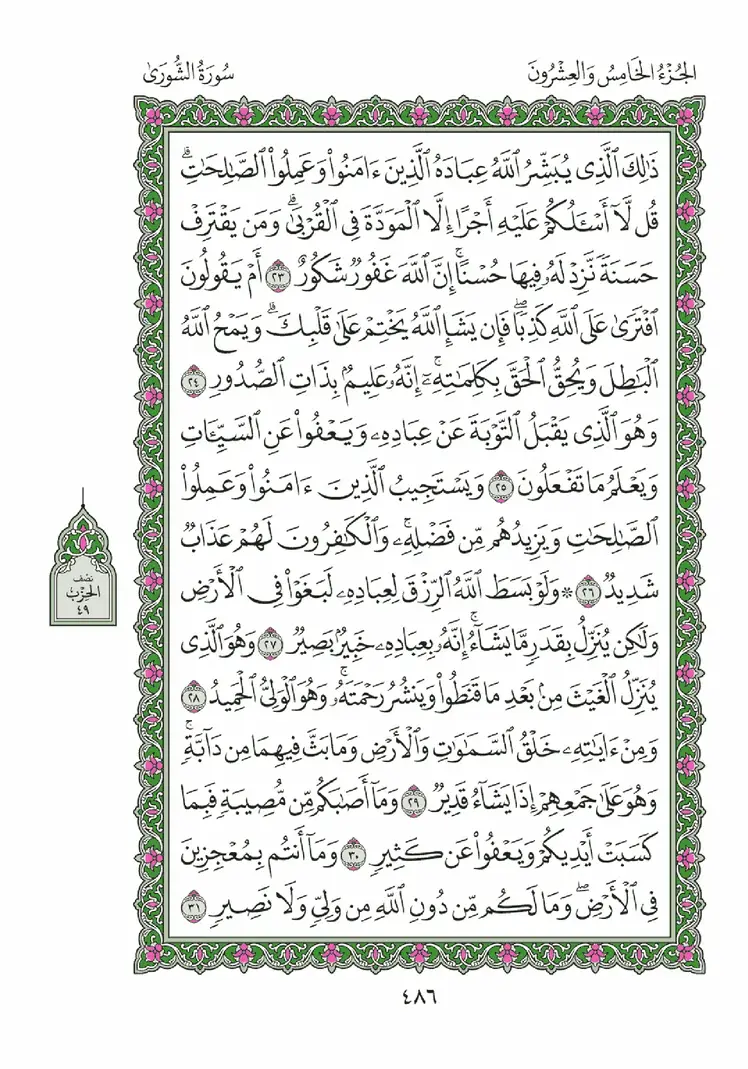 الجُزْءُ الخَامِسُ وَالعِشْرُونَ
سُورَةُ الشُّورَىٰ
ذَٰلِكَ ٱلَّذِى يُبَشِّرُ ٱللَّهُ عِبَادَهُ ٱلَّذِينَ ءَامَنُوا۟ وَعَمِلُوا۟ ٱلصَّـٰلِحَـٰتِ ۗ
قُل لَّآ أَسْـَٔلُكُمْ عَلَيْهِ أَجْرًا إِلَّا ٱلْمَوَدَّةَ فِى ٱلْقُرْبَىٰ ۗ وَمَن يَقْتَرِفْ
حَسَنَةً نَّزِدْ لَهُۥ فِيهَا حُسْنًا ۚ إِنَّ ٱللَّهَ غَفُورٌ شَكُورٌ ٢٣ أَمْ يَقُولُونَ
ٱفْتَرَىٰ عَلَى ٱللَّهِ كَذِبًا ۖ فَإِن يَشَإِ ٱللَّهُ يَخْتِمْ عَلَىٰ قَلْبِكَ ۗ وَيَمْحُ ٱللَّهُ
ٱلْبَـٰطِلَ وَيُحِقُّ ٱلْحَقَّ بِكَلِمَـٰتِهِۦٓ ۚ إِنَّهُۥ عَلِيمٌۢ بِذَاتِ ٱلصُّدُورِ ٢٤
وَهُوَ ٱلَّذِى يَقْبَلُ ٱلتَّوْبَةَ عَنْ عِبَادِهِۦ وَيَعْفُوا۟ عَنِ ٱلسَّيِّـَٔاتِ
وَيَعْلَمُ مَا تَفْعَلُونَ ٢٥ وَيَسْتَجِيبُ ٱلَّذِينَ ءَامَنُوا۟ وَعَمِلُوا۟
ٱلصَّـٰلِحَـٰتِ وَيَزِيدُهُم مِّن فَضْلِهِۦ ۚ وَٱلْكَـٰفِرُونَ لَهُمْ عَذَابٌ
شَدِيدٌ ٢٦ * وَلَوْ بَسَطَ ٱللَّهُ ٱلرِّزْقَ لِعِبَادِهِۦ لَبَغَوْا۟ فِى ٱلْأَرْضِ
وَلَـٰكِن يُنَزِّلُ بِقَدَرٍ مَّا يَشَآءُ ۚ إِنَّهُۥ بِعِبَادِهِۦ خَبِيرٌۢ بَصِيرٌ ٢٧ وَهُوَ ٱلَّذِى
يُنَزِّلُ ٱلْغَيْثَ مِنۢ بَعْدِ مَا قَنَطُوا۟ وَيَنشُرُ رَحْمَتَهُۥ ۚ وَهُوَ ٱلْوَلِىُّ ٱلْحَمِيدُ ٢٨
وَمِنْ ءَايَـٰتِهِۦ خَلْقُ ٱلسَّمَـٰوَٰتِ وَٱلْأَرْضِ وَمَا بَثَّ فِيهِمَا مِن دَآبَّةٍ ۚ
وَهُوَ عَلَىٰ جَمْعِهِمْ إِذَا يَشَآءُ قَدِيرٌ ٢٩ وَمَآ أَصَـٰبَكُم مِّن مُّصِيبَةٍ فَبِمَا
كَسَبَتْ أَيْدِيكُمْ وَيَعْفُوا۟ عَن كَثِيرٍ ٣٠ وَمَآ أَنتُم بِمُعْجِزِينَ
فِى ٱلْأَرْضِ ۖ وَمَا لَكُم مِّن دُونِ ٱللَّهِ مِن وَلِىٍّ وَلَا نَصِيرٍ ٣١
نصف
الحزب
٤٩
٤٨٦